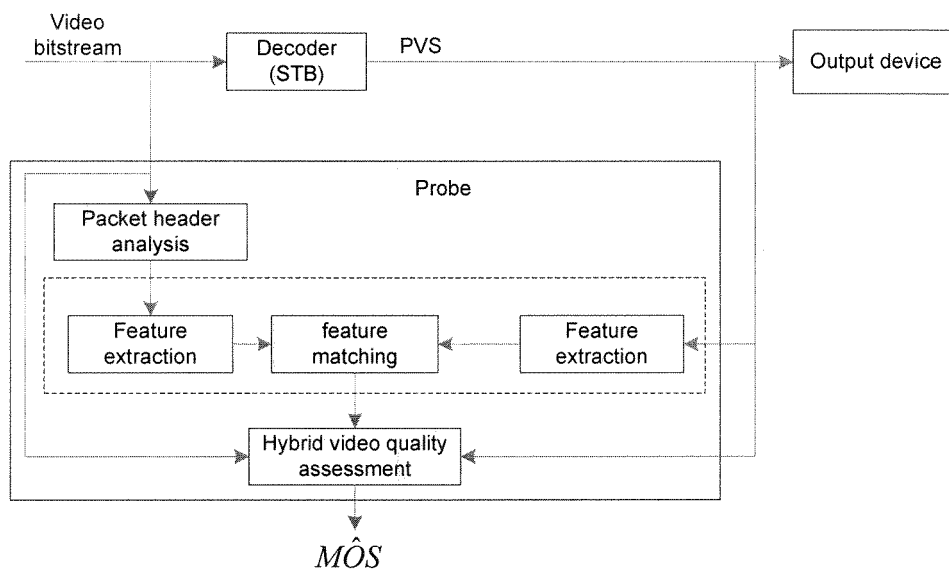 Video
bitstream
Decoder
(STB)
PVS
Output device
Probe
Packet header
analysis
Feature
extraction
feature
matching
Feature
extraction
Hybrid video quality
assessment
MÔS